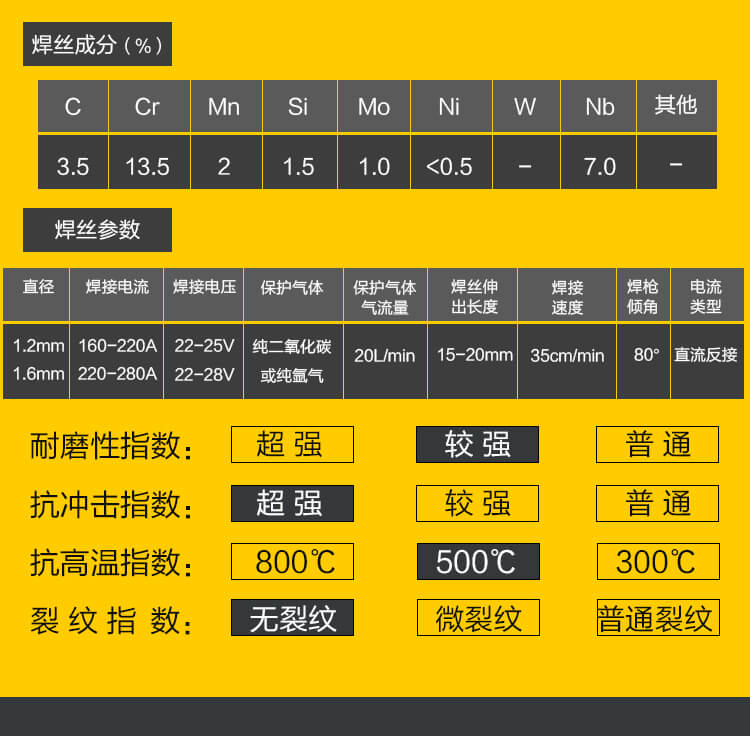 焊丝成分(%)
C Cr Mn Si Mo Ni W Nb 其他
3.5 13.5 2 1.5 1.0 <0.5 – 7.0 –
焊丝参数
直径 焊接电流 焊接电压 保护气体 保护气体 焊丝伸 焊接 焊枪 电流
气流量 出长度 速度 倾角 类型
1.2mm 160-220A 22-25V 纯二氧化碳 20L/min 15-20mm 35cm/min 80° 直流反接
1.6mm 220-280A 22-28V 或纯氩气
耐磨性指数: 超强 较强 普通
抗冲击指数: 超强 较强 普通
抗高温指数: 800℃ 500℃ 300℃
裂纹指数: 无裂纹 微裂纹 普通裂纹